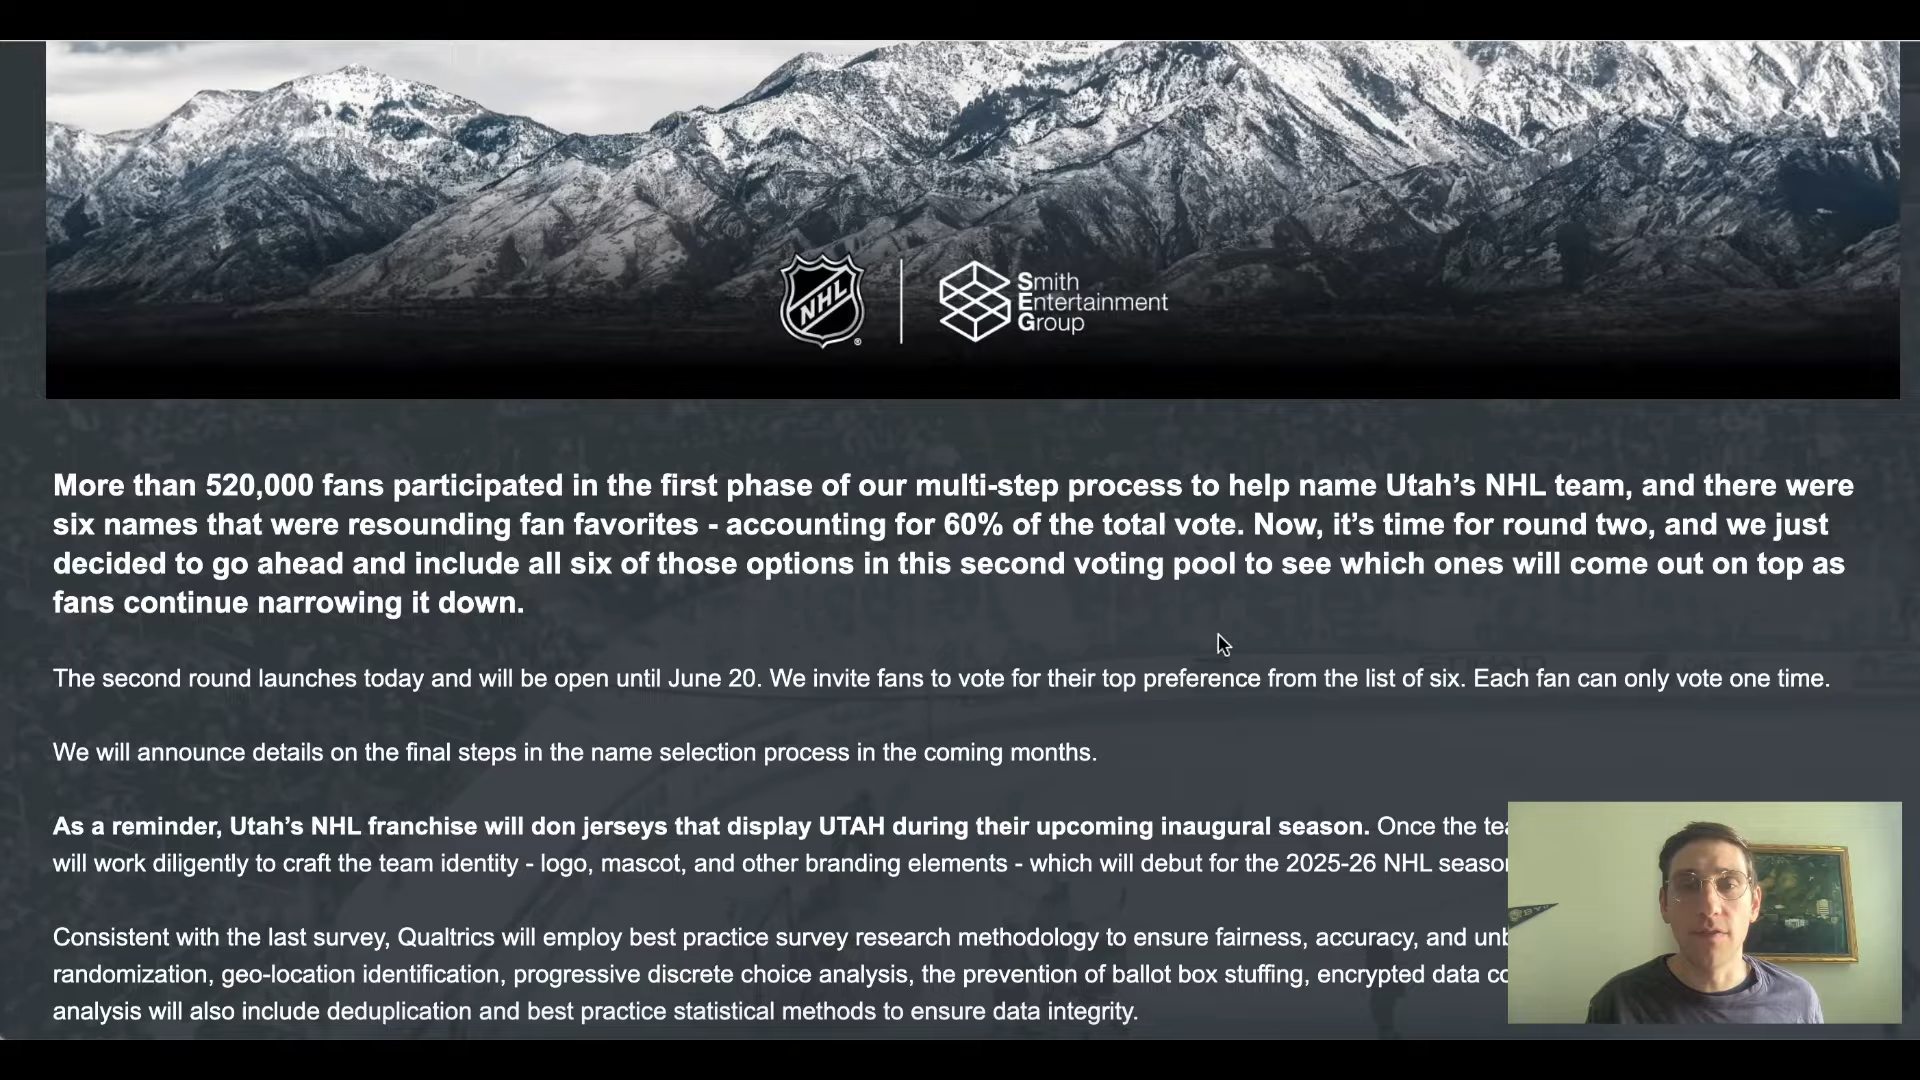 NHL
Smith
Entertainment
Group
More than 520,000 fans participated in the first phase of our multi-step process to help name Utah’s NHL team, and there were
six names that were resounding fan favorites - accounting for 60% of the total vote. Now, it’s time for round two, and we just
decided to go ahead and include all six of those options in this second voting pool to see which ones will come out on top as
fans continue narrowing it down.
The second round launches today and will be open until June 20. We invite fans to vote for their top preference from the list of six. Each fan can only vote one time.
We will announce details on the final steps in the name selection process in the coming months.
As a reminder, Utah’s NHL franchise will don jerseys that display UTAH during their upcoming inaugural season. Once the
will work diligently to craft the team identity - logo, mascot, and other branding elements - which will debut for the 2025-26 NHL
Consistent with the last survey, Qualtrics will employ best practice survey research methodology to ensure fairness, accuracy, and
randomization, geo-location identification, progressive discrete choice analysis, the prevention of ballot box stuffing, encrypted data
analysis will also include deduplication and best practice statistical methods to ensure data integrity.
BYU